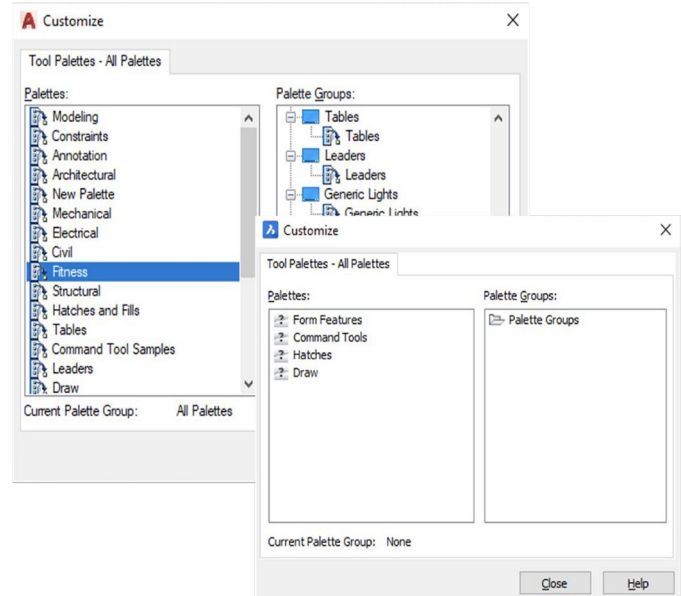 Customize
Tool Palettes - All Palettes
Palettes:
Modeling
Constraints
Annotation
Architectural
New Palette
Mechanical
Electrical
Civil
Fitness
Structural
Hatches and Fills
Tables
Command Tool Samples
Leaders
Draw
Palette Groups:
Tables
Tables
Leaders
Leaders
Generic Lights
Generic Lights
Current Palette Group: All Palettes
Customize
Tool Palettes - All Palettes
Palettes:
Form Features
Command Tools
Hatches
Draw
Palette Groups:
Palette Groups
Current Palette Group: None
Close
Help